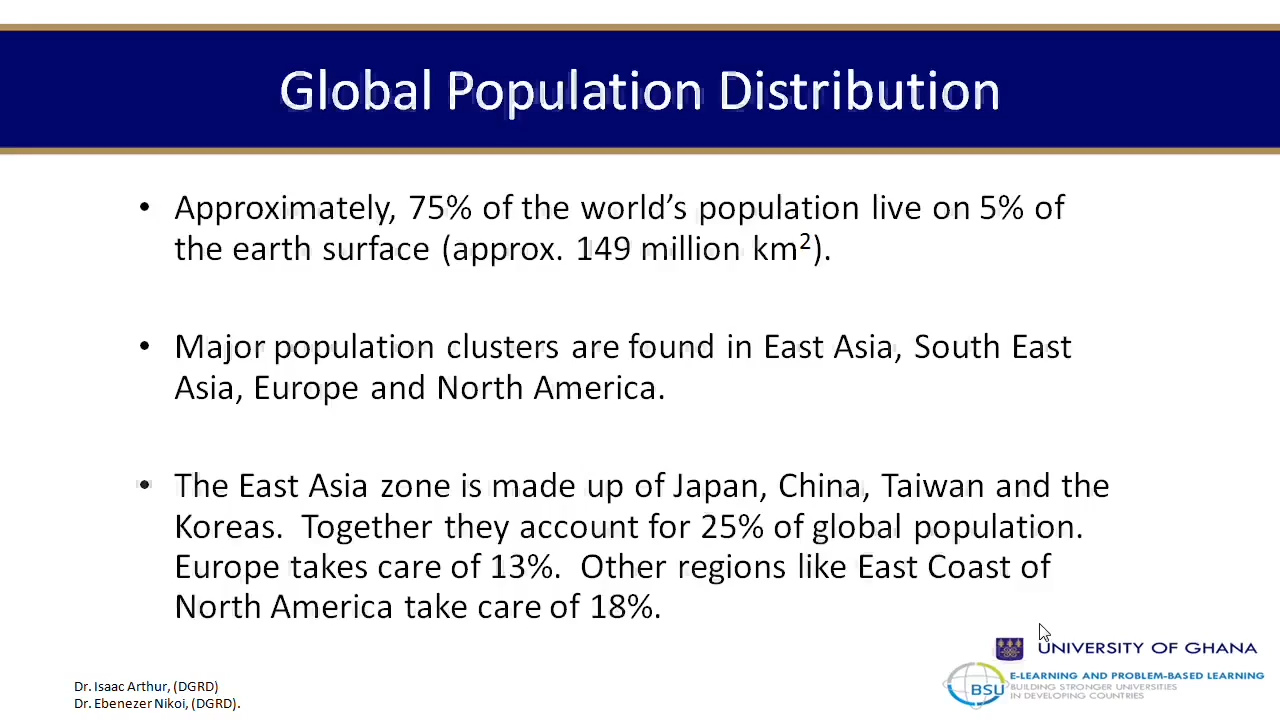 Global Population Distribution
• Approximately, 75% of the world’s population live on 5% of
the earth surface (approx. 149 million km²).
• Major population clusters are found in East Asia, South East
Asia, Europe and North America.
• The East Asia zone is made up of Japan, China, Taiwan and the
Koreas.  Together they account for 25% of global population.
Europe takes care of 13%.  Other regions like East Coast of
North America take care of 18%.
UNIVERSITY OF GHANA
BSU
E-LEARNING AND PROBLEM-BASED LEARNING
BUILDING STRONGER UNIVERSITIES
IN DEVELOPING COUNTRIES
Dr. Isaac Arthur, (DGRD)
Dr. Ebenezer Nikoi, (DGRD).